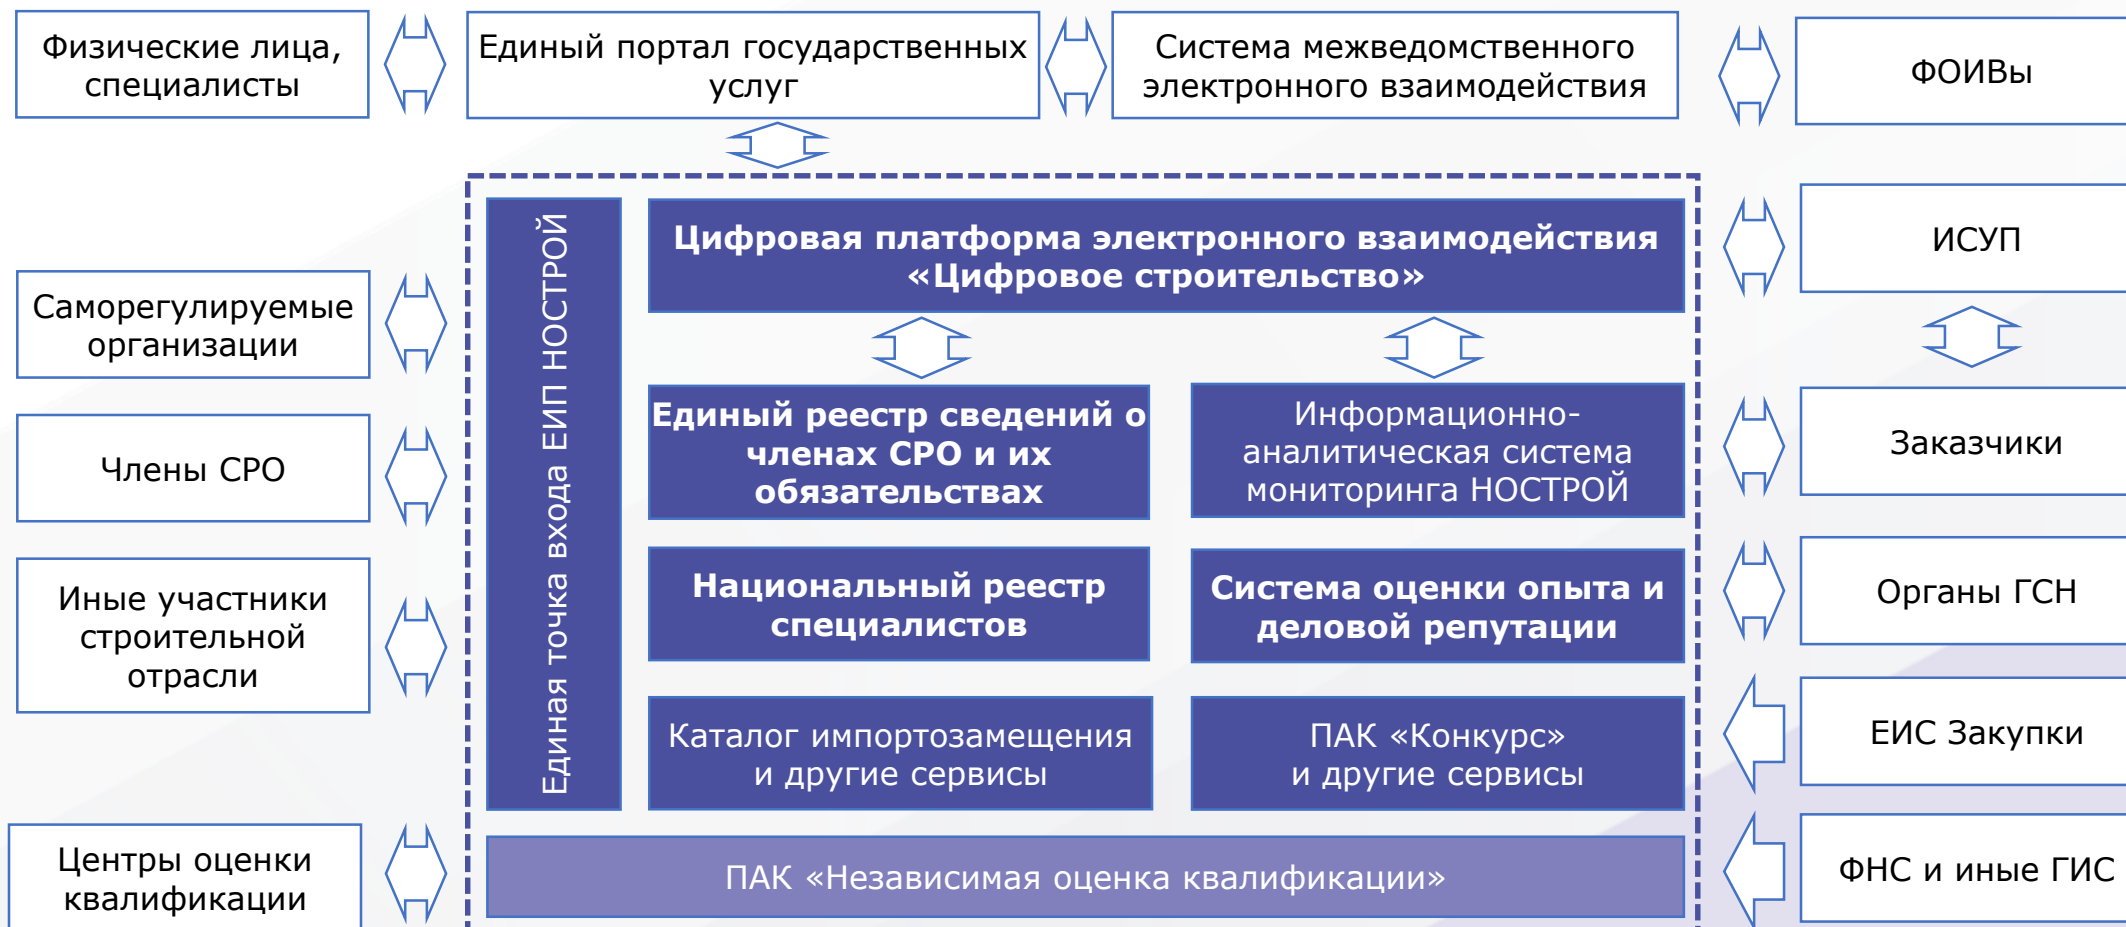 Физические лица,
специалисты
Единый портал государственных
услуг
Система межведомственного
электронного взаимодействия
ФОИВы
Единая точка входа ЕИП НОСТРОЙ
Цифровая платформа электронного взаимодействия
«Цифровое строительство»
ИСУП
Саморегулируемые
организации
Единый реестр сведений о
членах СРО и их
обязательствах
Информационно-
аналитическая система
мониторинга НОСТРОЙ
Заказчики
Члены СРО
Национальный реестр
специалистов
Система оценки опыта и
деловой репутации
Органы ГСН
Иные участники
строительной
отрасли
Каталог импортозамещения
и другие сервисы
ПАК «Конкурс»
и другие сервисы
ЕИС Закупки
Центры оценки
квалификации
ПАК «Независимая оценка квалификации»
ФНС и иные ГИС